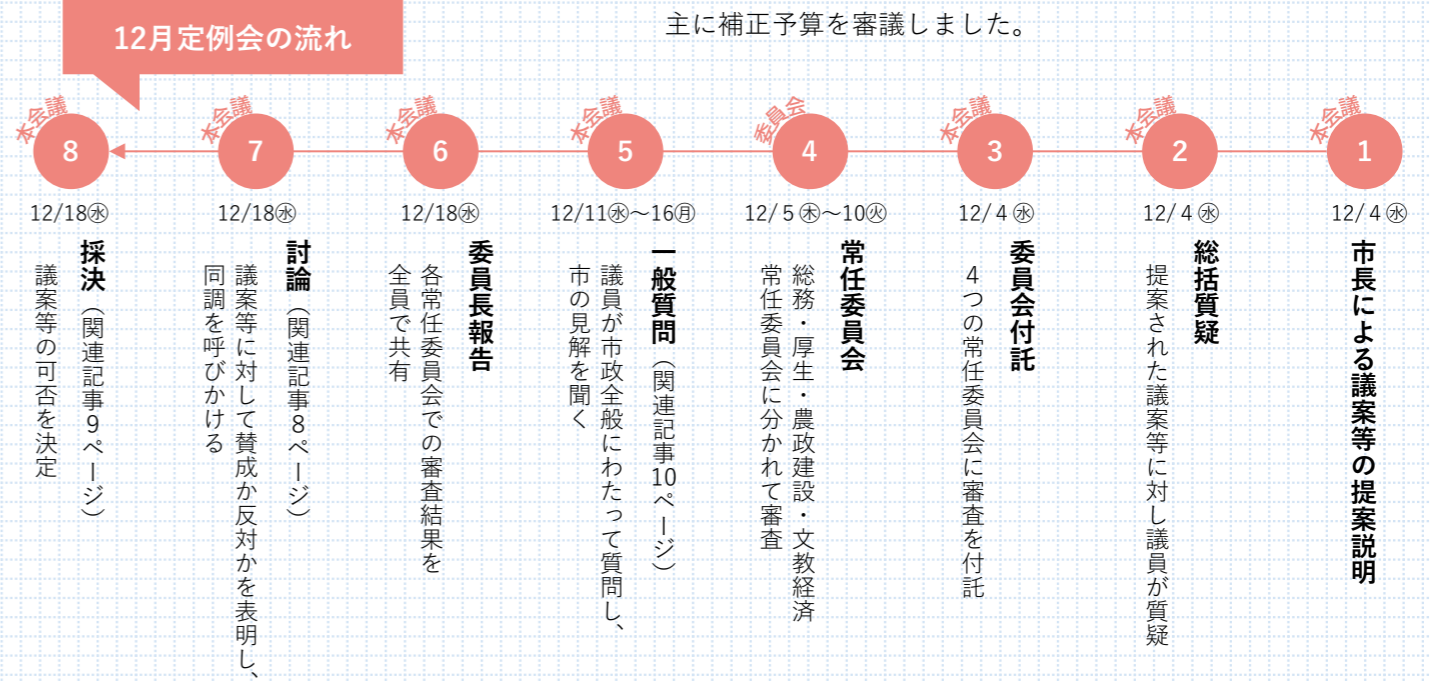 主に補正予算を審議しました。
12月定例会の流れ
本会議
1
12/4㊌
市長による議案等の提案説明
本会議
2
12/4㊌
総括質疑
提案された議案等に対し議員が質疑
本会議
3
12/4㊌
委員会付託
4つの常任委員会に審査を付託
委員会
4
12/5㊍～10㊋
常任委員会
総務・厚生・農政建設・文教経済
常任委員会に分かれて審査
本会議
5
12/11㊌～16㊊
一般質問（関連記事10ページ）
議員が市政全般にわたって質問し、
市の見解を聞く
本会議
6
12/18㊌
委員長報告
各常任委員会での審査結果を
全員で共有
本会議
7
12/18㊌
討論（関連記事8ページ）
議案等に対して賛成か反対かを表明し、
同調を呼びかける
本会議
8
12/18㊌
採決（関連記事9ページ）
議案等の可否を決定